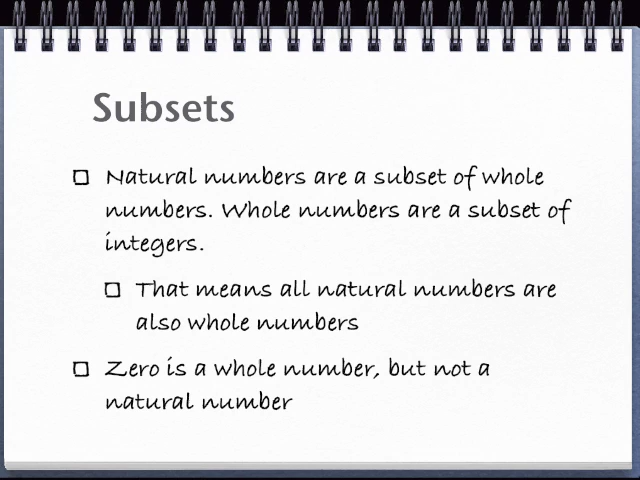 Subsets
Natural numbers are a subset of whole
numbers. Whole numbers are a subset of
integers.
That means all natural numbers are
also whole numbers
Zero is a whole number, but not a
natural number